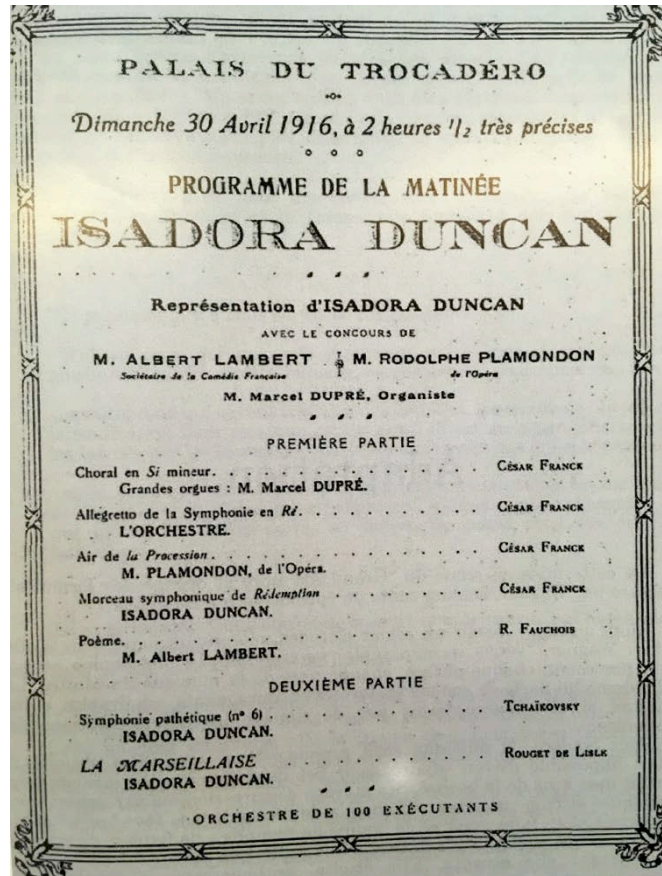 PALAIS DU TROCADÉRO
Dimanche 30 Avril 1916, à 2 heures 1/2 très précises
PROGRAMME DE LA MATINÉE
ISADORA DUNCAN
Représentation d'ISADORA DUNCAN
AVEC LE CONCOURS DE
M. ALBERT LAMBERT M. RODOLPHE PLAMONDON
Sociétaire de la Comédie Française de l'Opéra
M. Marcel DUPRÉ, Organiste
PREMIÈRE PARTIE
Choral en Si mineur. . . . . . . . . . . . . . . . CÉSAR FRANCK
Grandes orgues : M. Marcel DUPRÉ.
Allegretto de la Symphonie en Ré. . . . . . . . . . . CÉSAR FRANCK
L'ORCHESTRE.
Air de la Procession . . . . . . . . . . . . . . . CÉSAR FRANCK
M. PLAMONDON, de l'Opéra.
Morceau symphonique de Rédemption . . . . . . . . . CÉSAR FRANCK
ISADORA DUNCAN.
Poème. . . . . . . . . . . . . . . . . . . R. FAUCHOIS
M. Albert LAMBERT.
DEUXIÈME PARTIE
Symphonie pathétique (n° 6) . . . . . . . . . . . . TCHAÏKOVSKY
ISADORA DUNCAN.
LA MARSEILLAISE . . . . . . . . . . . ROUGET DE LISLE
ISADORA DUNCAN.
ORCHESTRE DE 100 EXÉCUTANTS